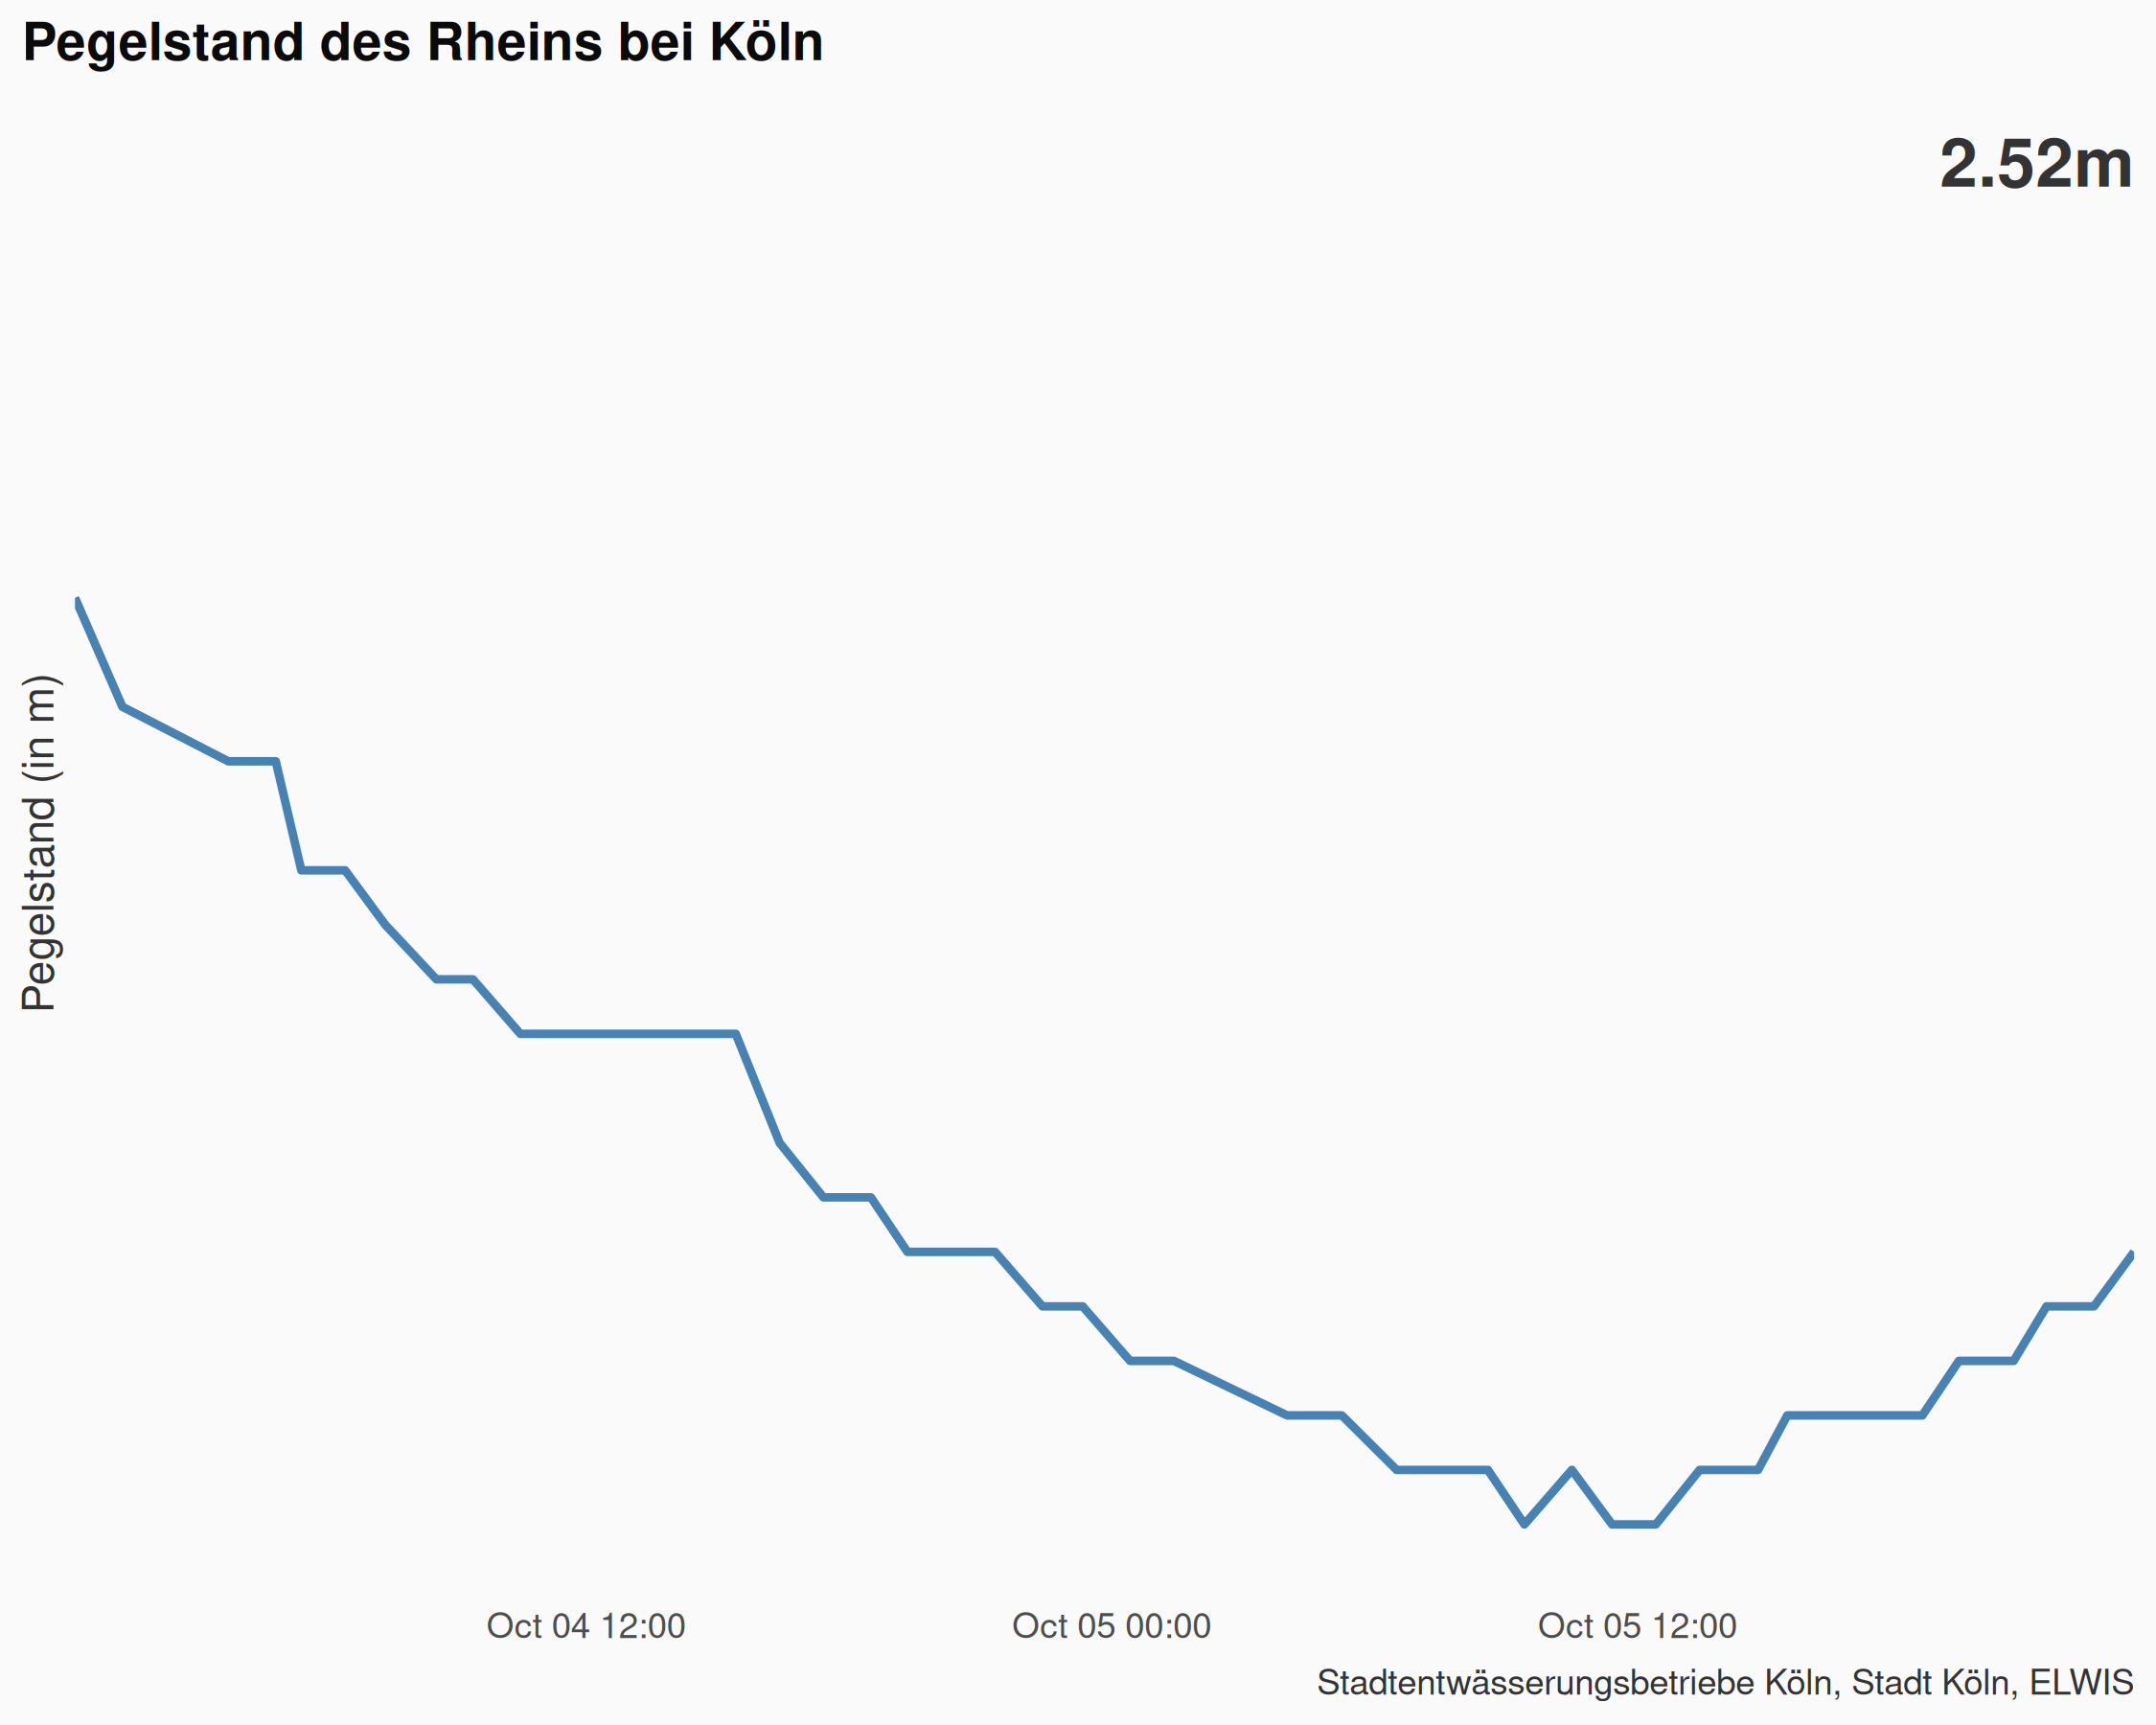 Pegelstand des Rheins bei Köln
2.52m
Pegelstand (in m)
Oct 04 12:00
Oct 05 00:00
Oct 05 12:00
Stadtentwässerungsbetriebe Köln, Stadt Köln, ELWIS